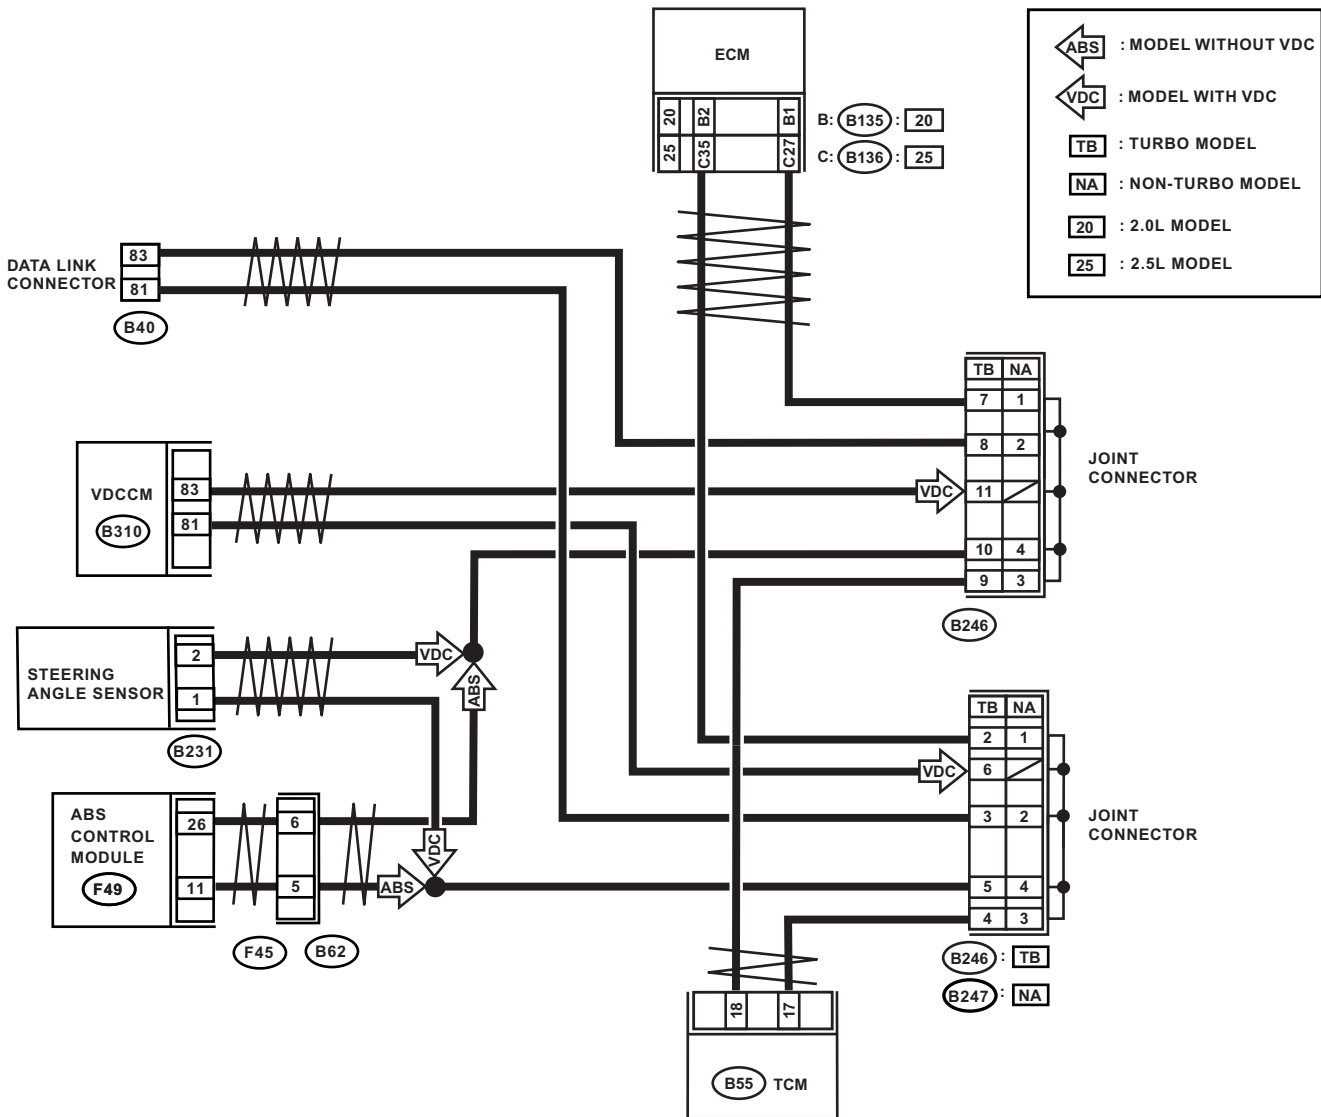 ECM
20
B2
B1
25
C35
C27
B: B135 : 20
C: B136 : 25
ABS : MODEL WITHOUT VDC
VDC : MODEL WITH VDC
TB : TURBO MODEL
NA : NON-TURBO MODEL
20 : 2.0L MODEL
25 : 2.5L MODEL
DATA LINK
CONNECTOR
83
81
B40
TB NA
7 1
8 2
VDC 11
10 4
9 3
JOINT
CONNECTOR
B246
VDCCM
B310
83
81
STEERING
ANGLE SENSOR
2
1
B231
VDC
ABS
TB NA
2 1
VDC 6
3 2
5 4
4 3
JOINT
CONNECTOR
B246 : TB
B247 : NA
ABS
CONTROL
MODULE
F49
26
11
6
5
VDC
ABS
F45
B62
18
17
B55 TCM